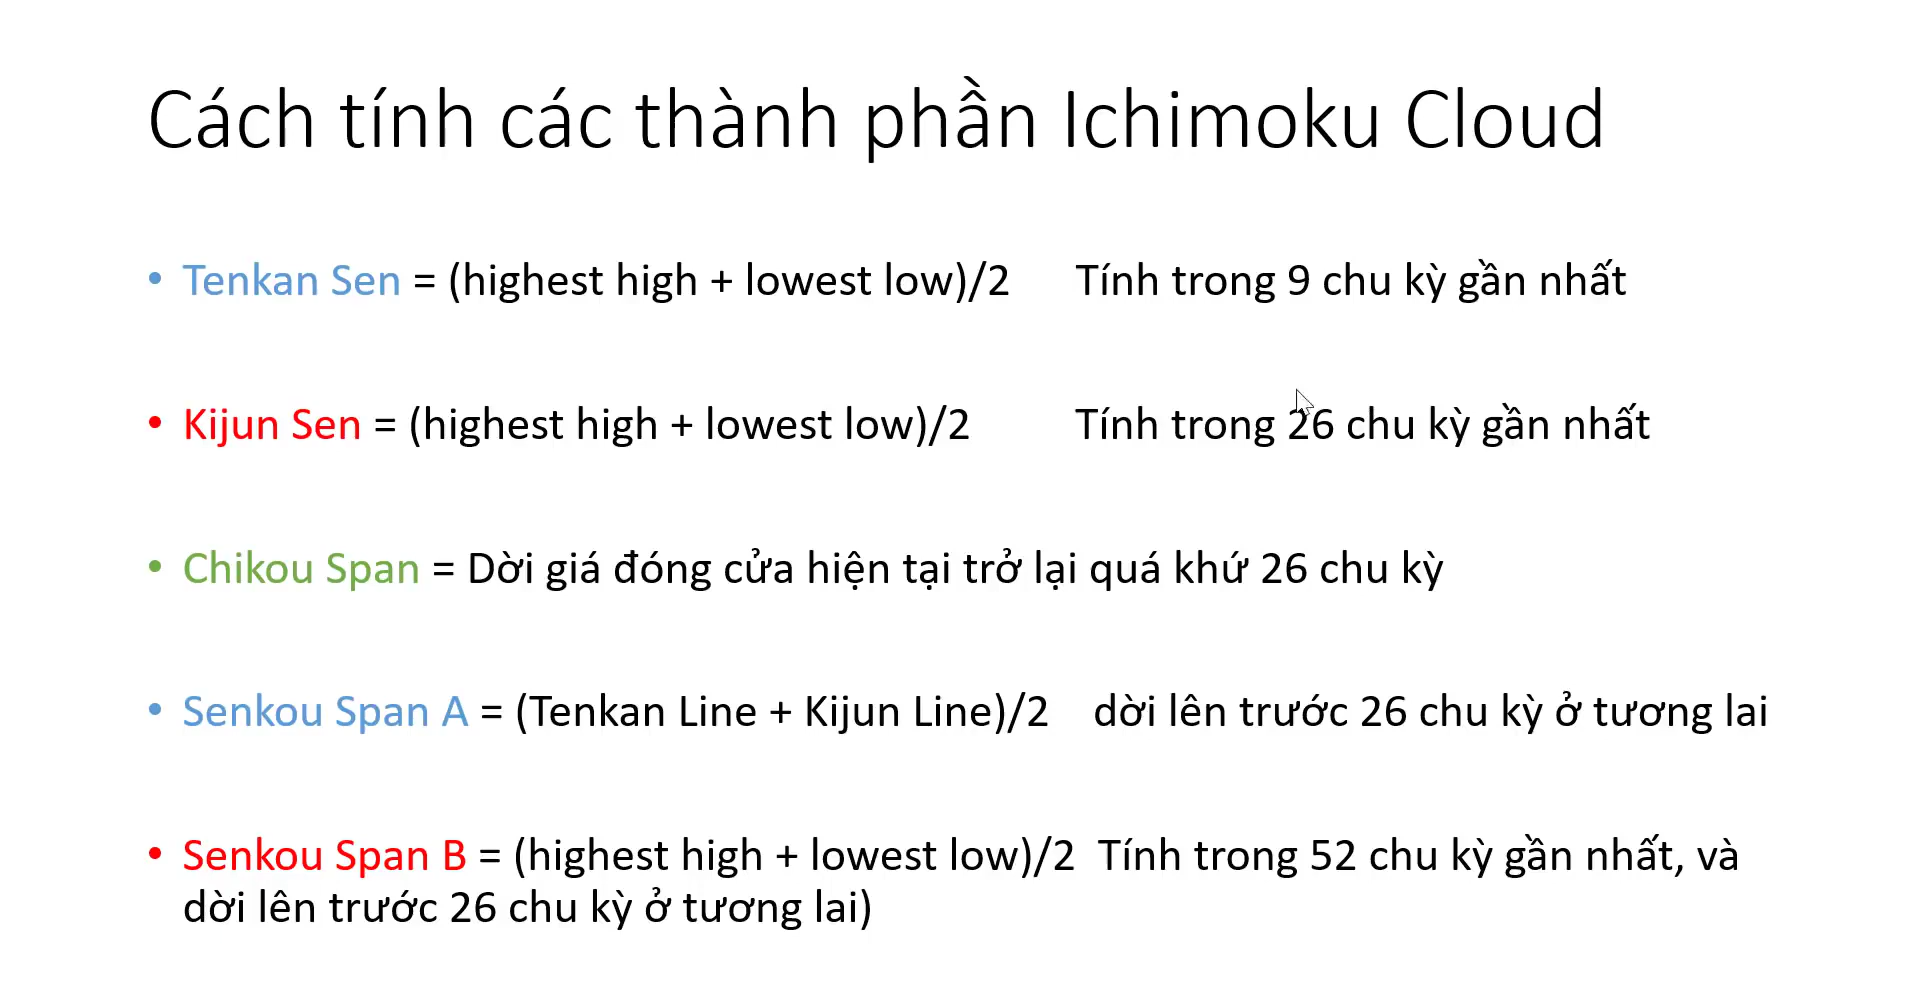 Cách tính các thành phần Ichimoku Cloud
• Tenkan Sen = (highest high + lowest low)/2 Tính trong 9 chu kỳ gần nhất
• Kijun Sen = (highest high + lowest low)/2 Tính trong 26 chu kỳ gần nhất
• Chikou Span = Dời giá đóng cửa hiện tại trở lại quá khứ 26 chu kỳ
• Senkou Span A = (Tenkan Line + Kijun Line)/2 dời lên trước 26 chu kỳ ở tương lai
• Senkou Span B = (highest high + lowest low)/2 Tính trong 52 chu kỳ gần nhất, và
dời lên trước 26 chu kỳ ở tương lai)